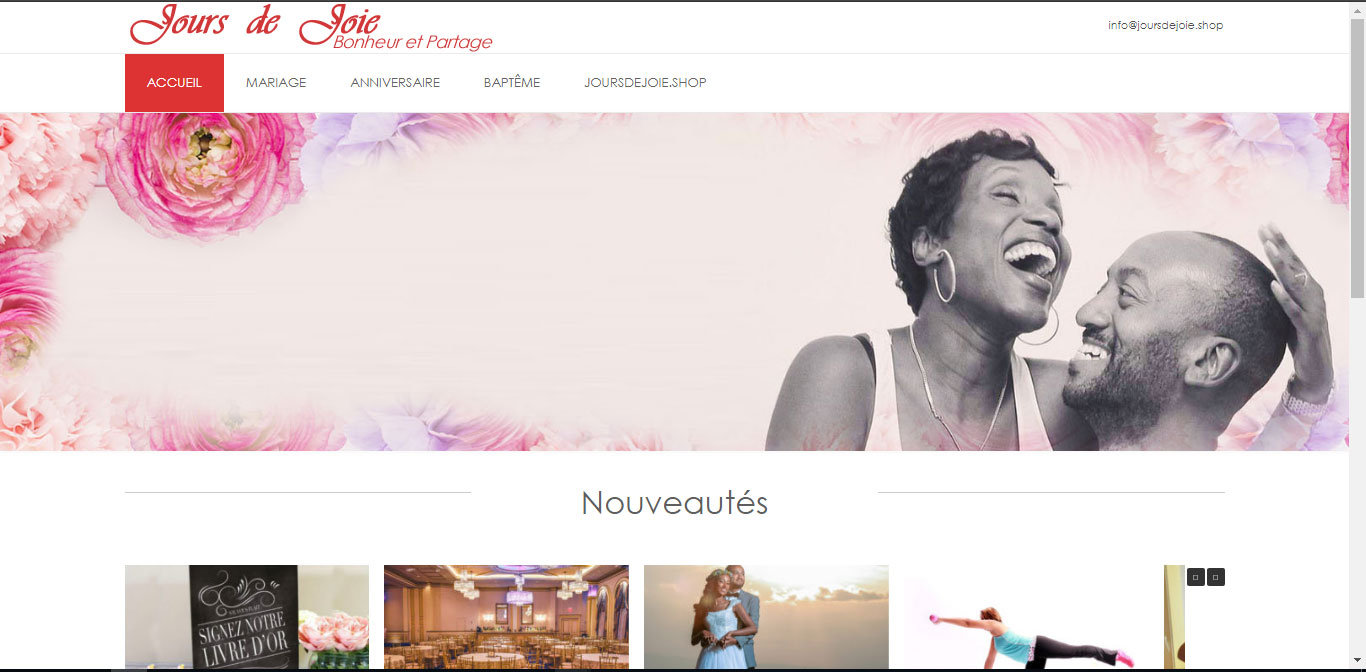 Jours de Joie
Bonheur et Partage
info@joursdejoie.shop
ACCUEIL MARIAGE ANNIVERSAIRE BAPTÊME JOURSDEJOIE.SHOP
Nouveautés
SIGNEZ NOTRE
LIVRE D'OR